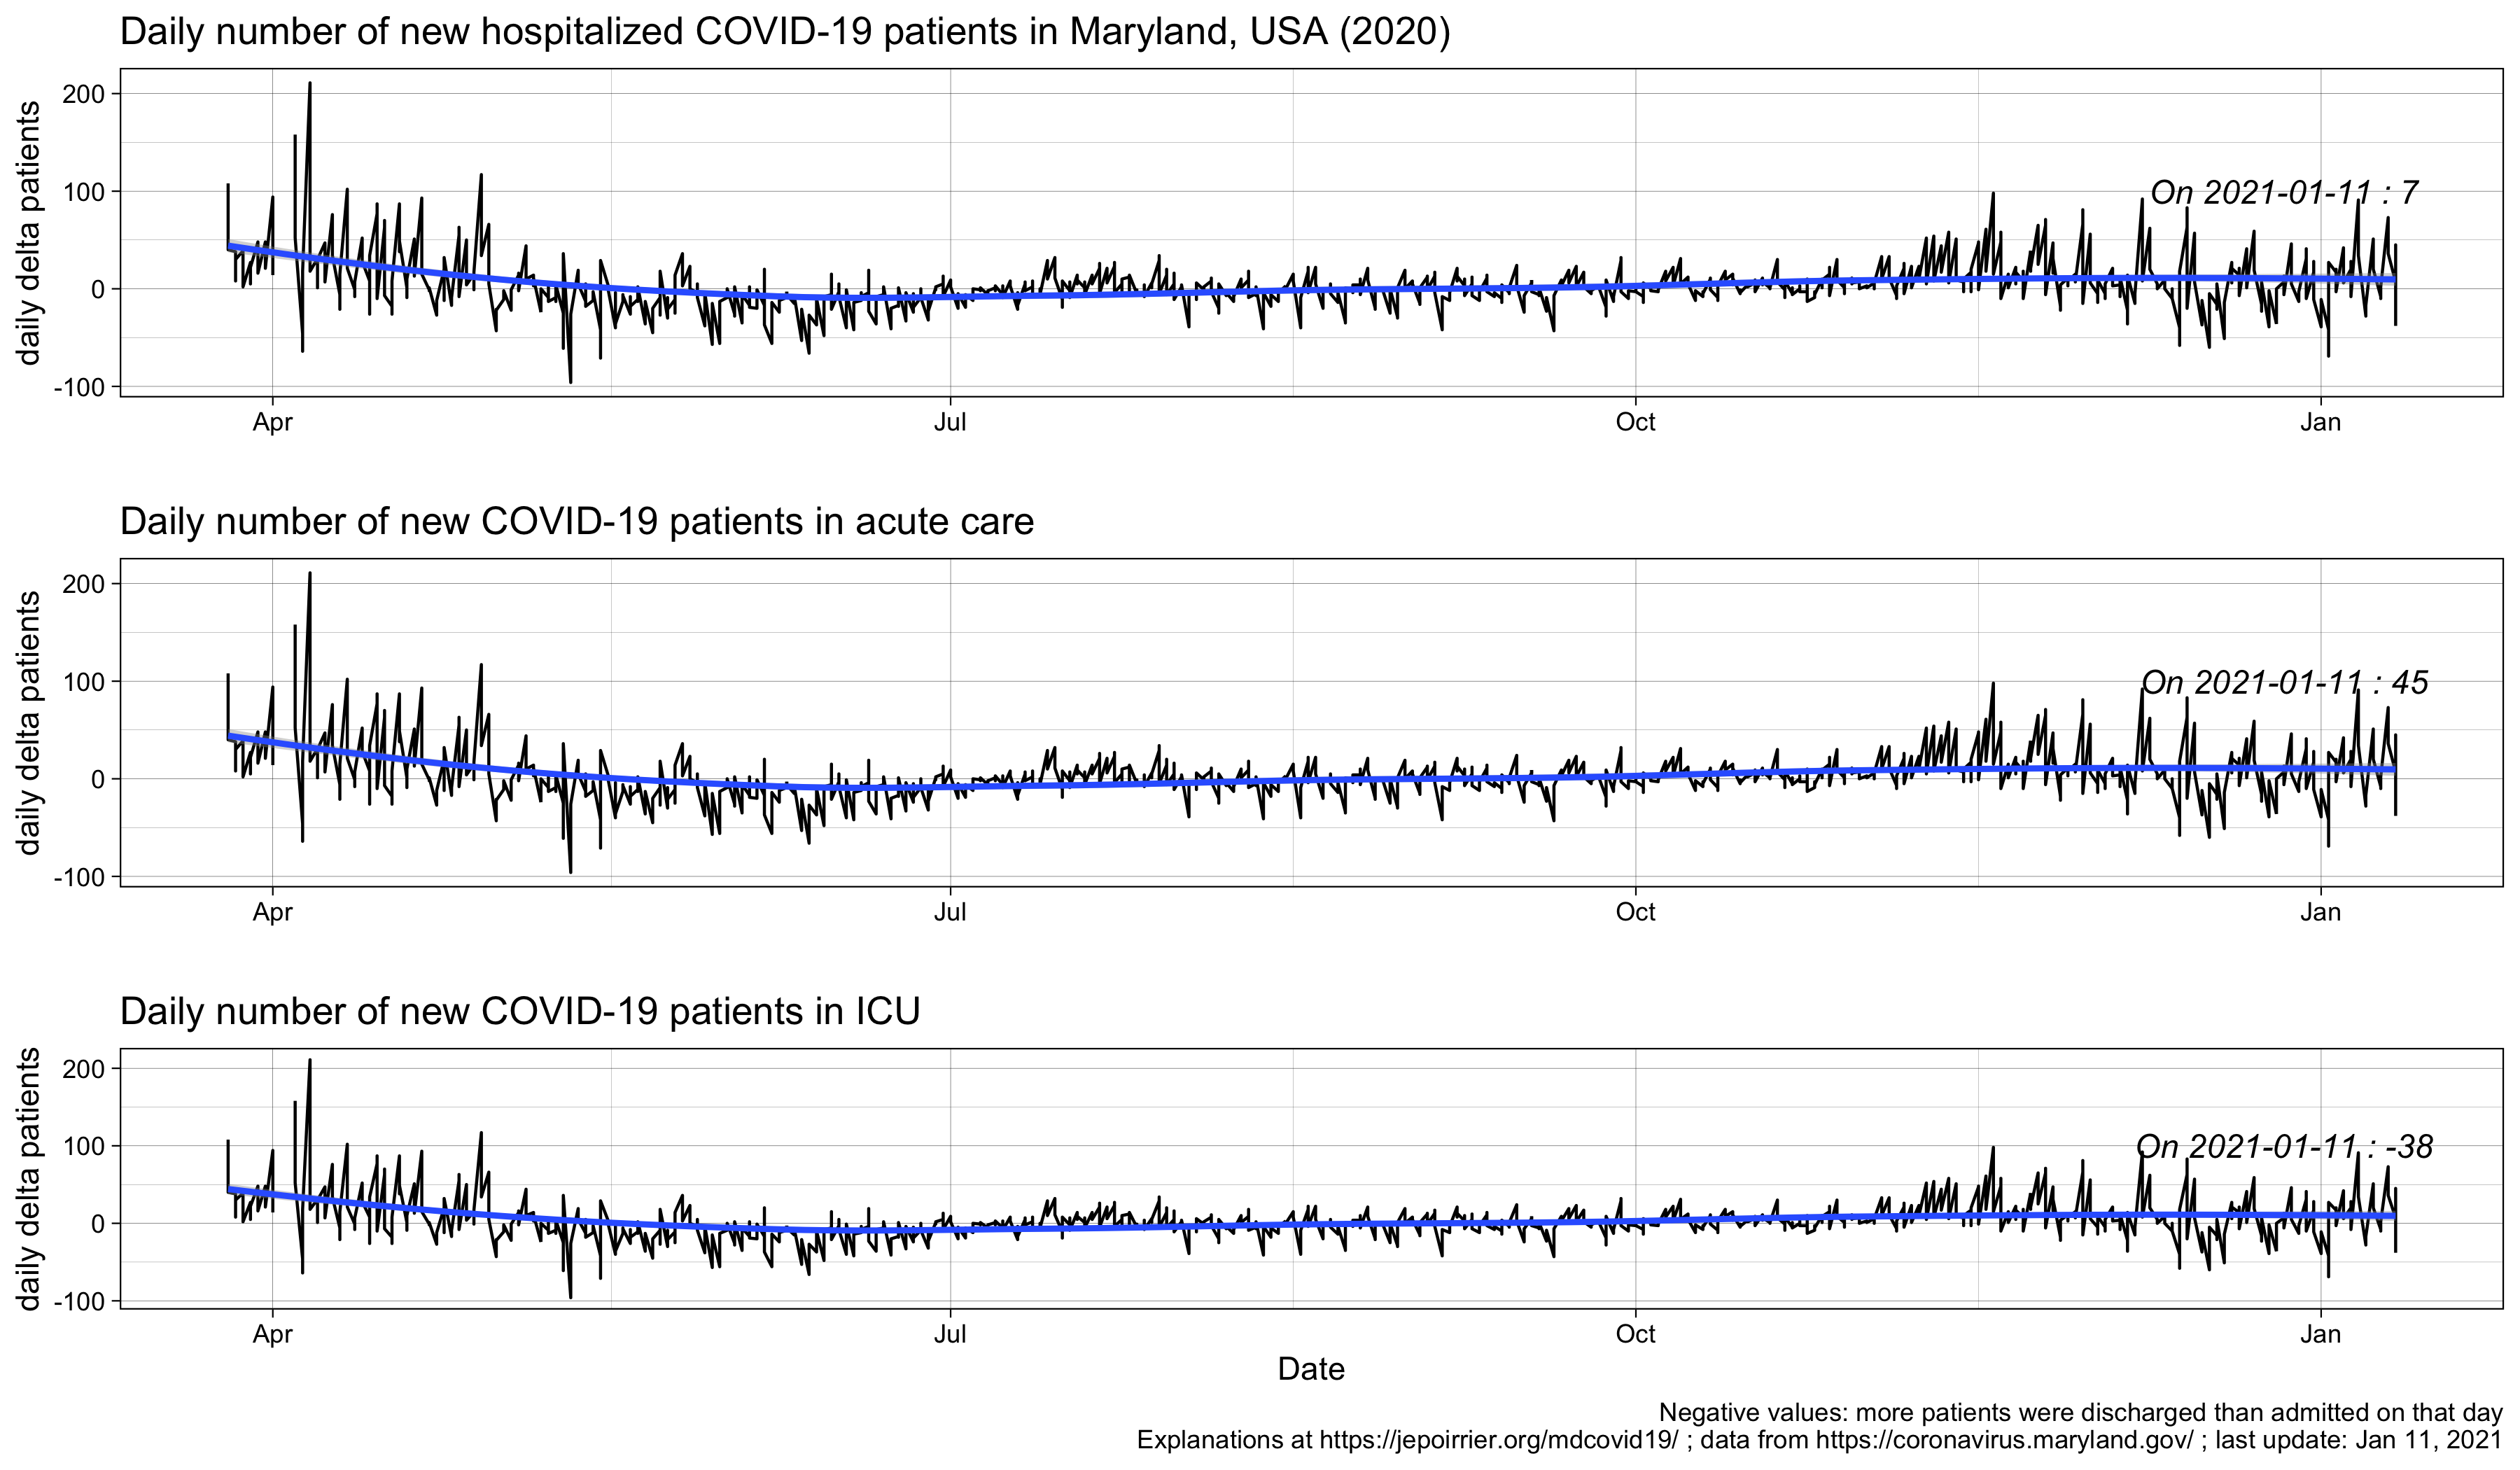 Daily number of new hospitalized COVID-19 patients in Maryland, USA (2020)
daily delta patients
200
100
0
-100
On 2021-01-11 : 7
Apr
Jul
Oct
Jan
Daily number of new COVID-19 patients in acute care
daily delta patients
200
100
0
-100
On 2021-01-11 : 45
Apr
Jul
Oct
Jan
Daily number of new COVID-19 patients in ICU
daily delta patients
200
100
0
-100
On 2021-01-11 : -38
Apr
Jul
Oct
Jan
Date
Negative values: more patients were discharged than admitted on that day
Explanations at https://jepoirrier.org/mdcovid19/ ; data from https://coronavirus.maryland.gov/ ; last update: Jan 11, 2021